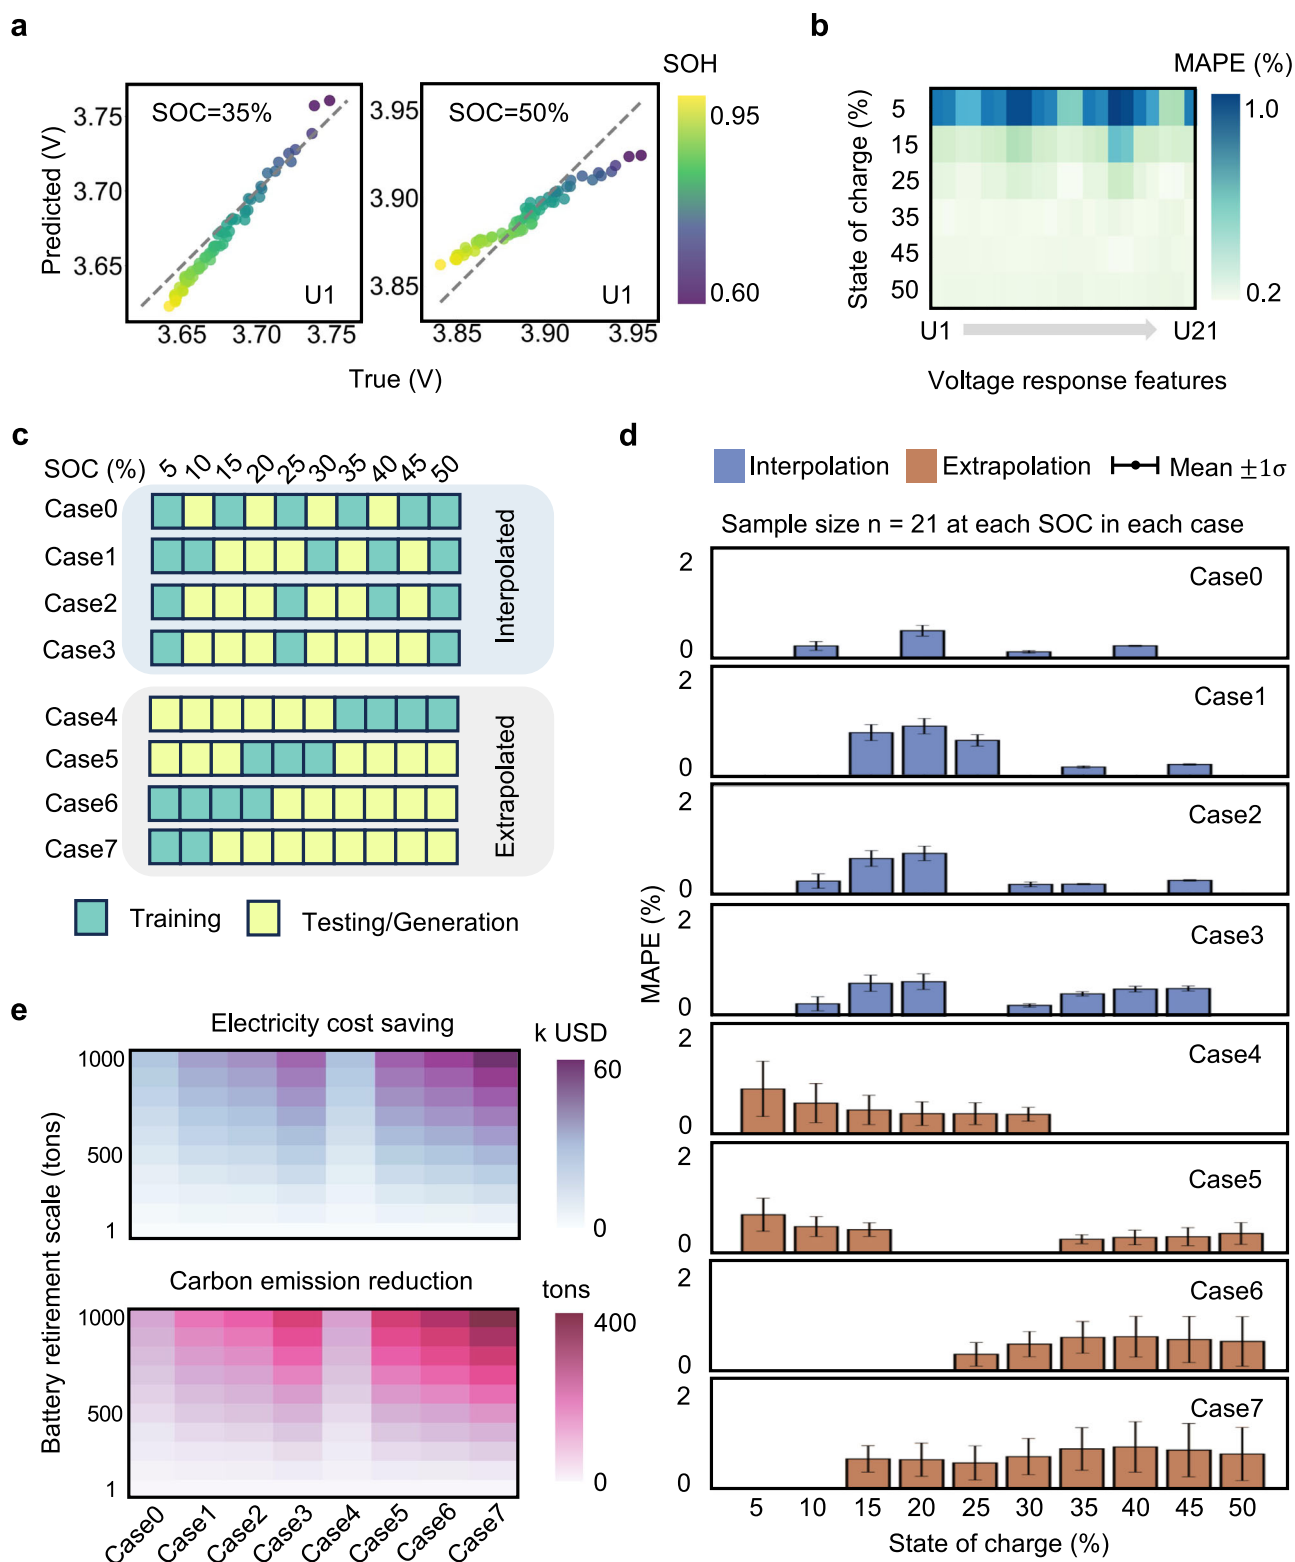 a
SOH
SOC=35%
SOC=50%
Predicted (V)
3.75
3.70
3.65
3.95
3.90
3.85
U1
U1
0.95
0.60
3.65 3.70 3.75
3.85 3.90 3.95
True (V)
b
MAPE (%)
State of charge (%)
5
15
25
35
45
50
1.0
0.2
U1
U21
Voltage response features
c
SOC (%) 5 10 15 20 25 30 35 40 45 50
Case0
Case1
Case2
Case3
Interpolated
Case4
Case5
Case6
Case7
Extrapolated
Training
Testing/Generation
d
Interpolation
Extrapolation
Mean ±1σ
Sample size n = 21 at each SOC in each case
MAPE (%)
2
0
Case0
2
0
Case1
2
0
Case2
2
0
Case3
2
0
Case4
2
0
Case5
2
0
Case6
2
0
Case7
5 10 15 20 25 30 35 40 45 50
State of charge (%)
e
Electricity cost saving
k USD
Battery retirement scale (tons)
1000
500
1
60
0
Carbon emission reduction
tons
1000
500
1
400
0
Case0 Case1 Case2 Case3 Case4 Case5 Case6 Case7